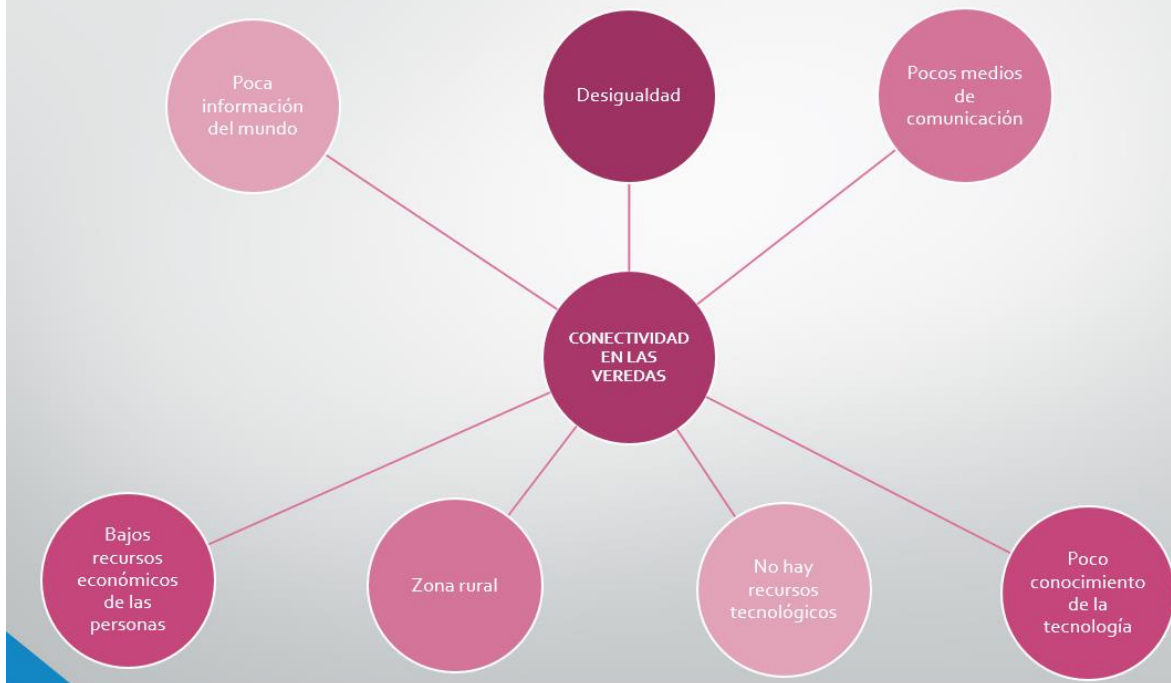 Poca
información
del mundo
Desigualdad
Pocos medios
de
comunicación
CONECTIVIDAD
EN LAS
VEREDAS
Bajos
recursos
económicos
de las
personas
Zona rural
No hay
recursos
tecnológicos
Poco
conocimiento
de la
tecnología